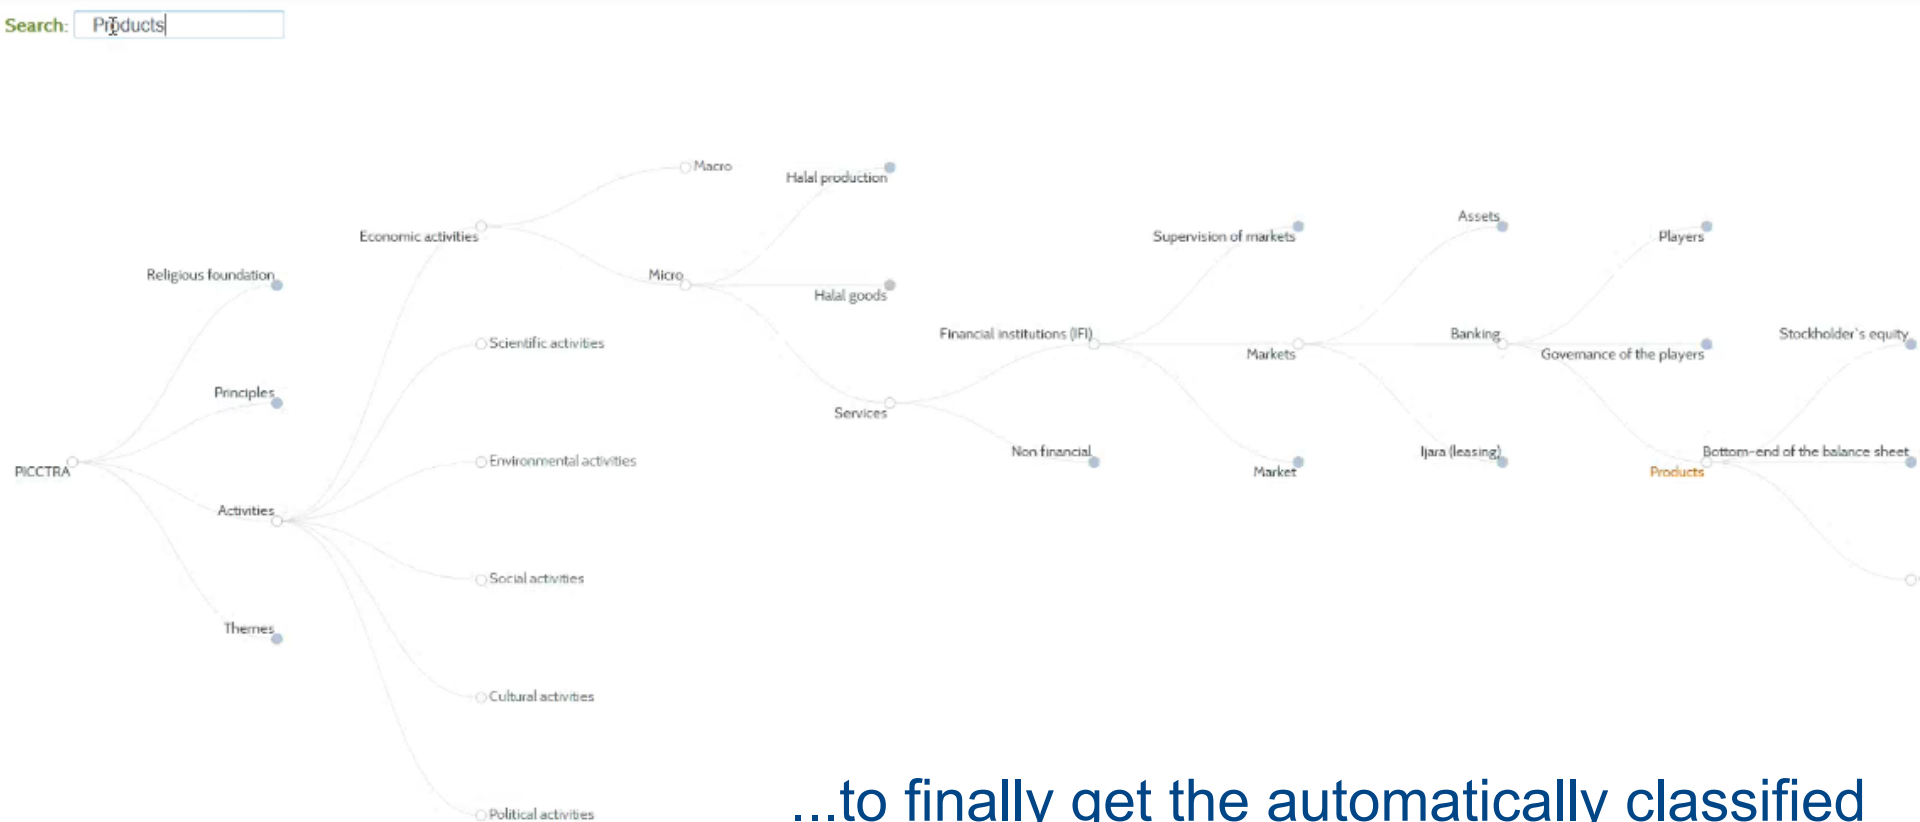 Search: Products
Macro
Halal production
Assets
Economic activities
Supervision of markets
Players
Religious foundation
Micro
Halal goods
Financial institutions (IFI)
Banking
Stockholder`s equity
Scientific activities
Markets
Governance of the players
Principles
Services
Non financial
Ijara (leasing)
Bottom-end of the balance sheet
Environmental activities
PICCTRA
Market
Products
Activities
Social activities
Themes
Cultural activities
Political activities
...to finally get the automatically classified